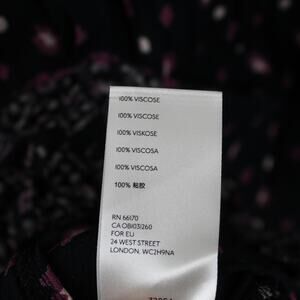 100% VISCOSE
100% VISCOSE
100% VISKOSE
100% VISCOSA
100% VISCOSA
100% 粘胶
RN 66170
CA OBI03J260
FOR EU
24 WEST STREET
LONDON, WC2H9NA